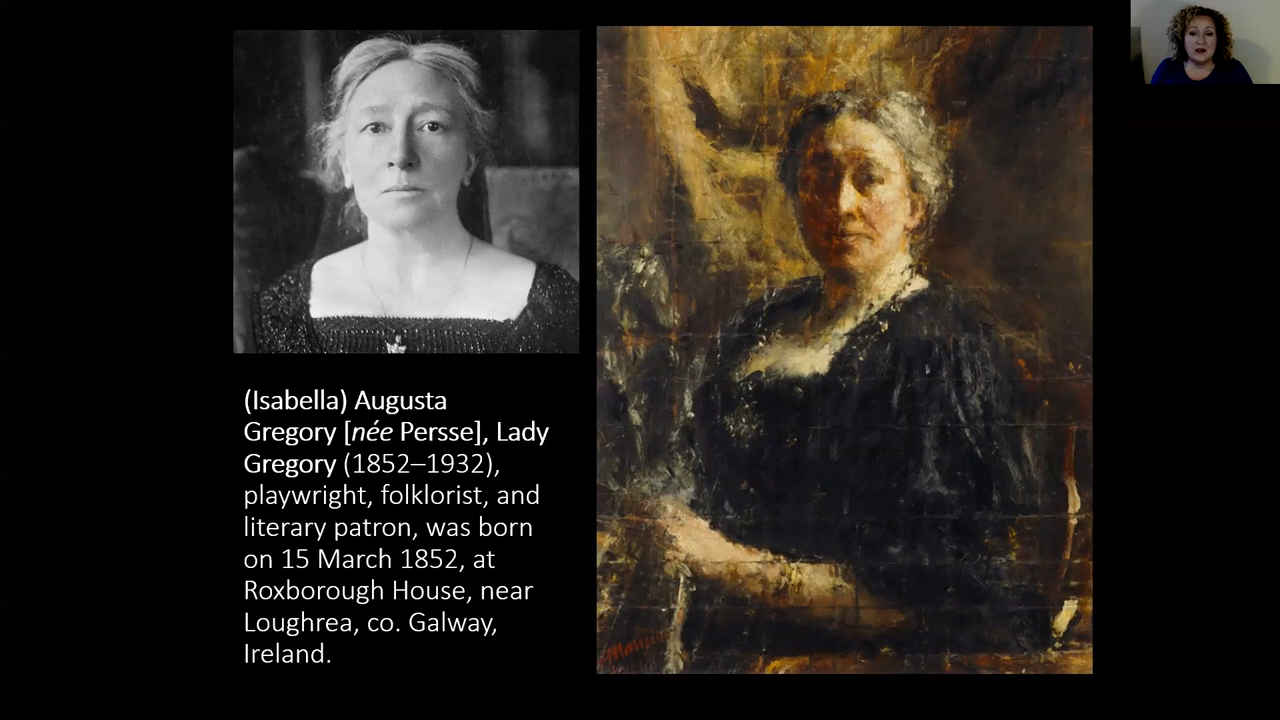 (Isabella) Augusta
Gregory [née Persse], Lady
Gregory (1852–1932),
playwright, folklorist, and
literary patron, was born
on 15 March 1852, at
Roxborough House, near
Loughrea, co. Galway,
Ireland.